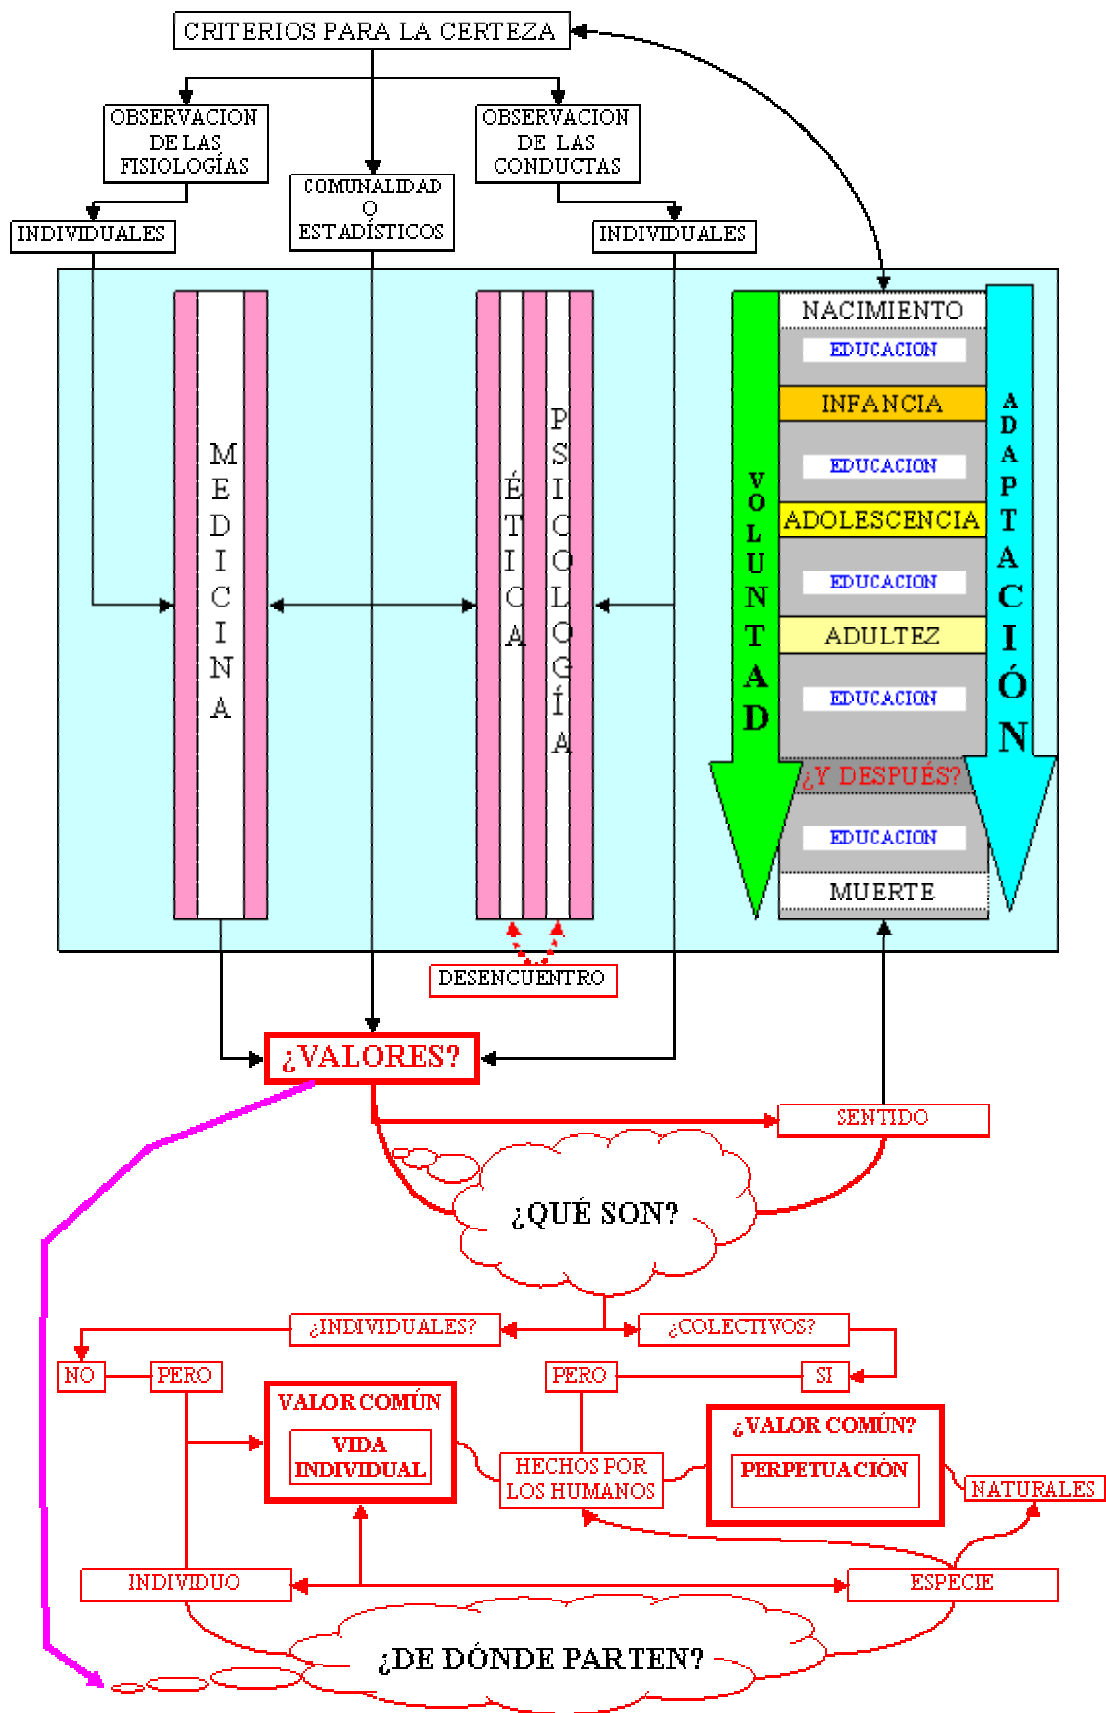 CRITERIOS PARA LA CERTEZA
OBSERVACION
DE LAS
FISIOLOGÍAS
OBSERVACION
DE LAS
CONDUCTAS
COMUNALIDAD
O
ESTADÍSTICOS
INDIVIDUALES
INDIVIDUALES
MEDICINA
ÉTICA
PSICOLOGÍA
VOLUNTAD
NACIMIENTO
EDUCACION
INFANCIA
EDUCACION
ADOLESCENCIA
EDUCACION
ADULTEZ
EDUCACION
¿Y DESPUÉS?
EDUCACION
MUERTE
ADAPTACIÓN
DESENCUENTRO
¿VALORES?
SENTIDO
¿QUÉ SON?
¿INDIVIDUALES?
¿COLECTIVOS?
NO
PERO
PERO
SI
VALOR COMÚN
VIDA
INDIVIDUAL
HECHOS POR
LOS HUMANOS
¿VALOR COMÚN?
PERPETUACIÓN
NATURALES
INDIVIDUO
ESPECIE
¿DE DÓNDE PARTEN?